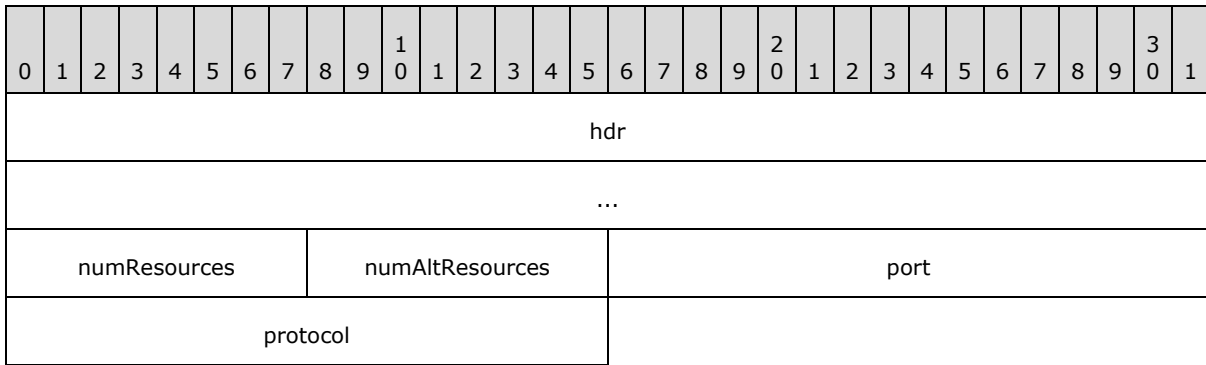 0 1 2 3 4 5 6 7 8 9 1 0 1 2 3 4 5 6 7 8 9 2 0 1 2 3 4 5 6 7 8 9 3 0 1
hdr
...
numResources numAltResources port
protocol